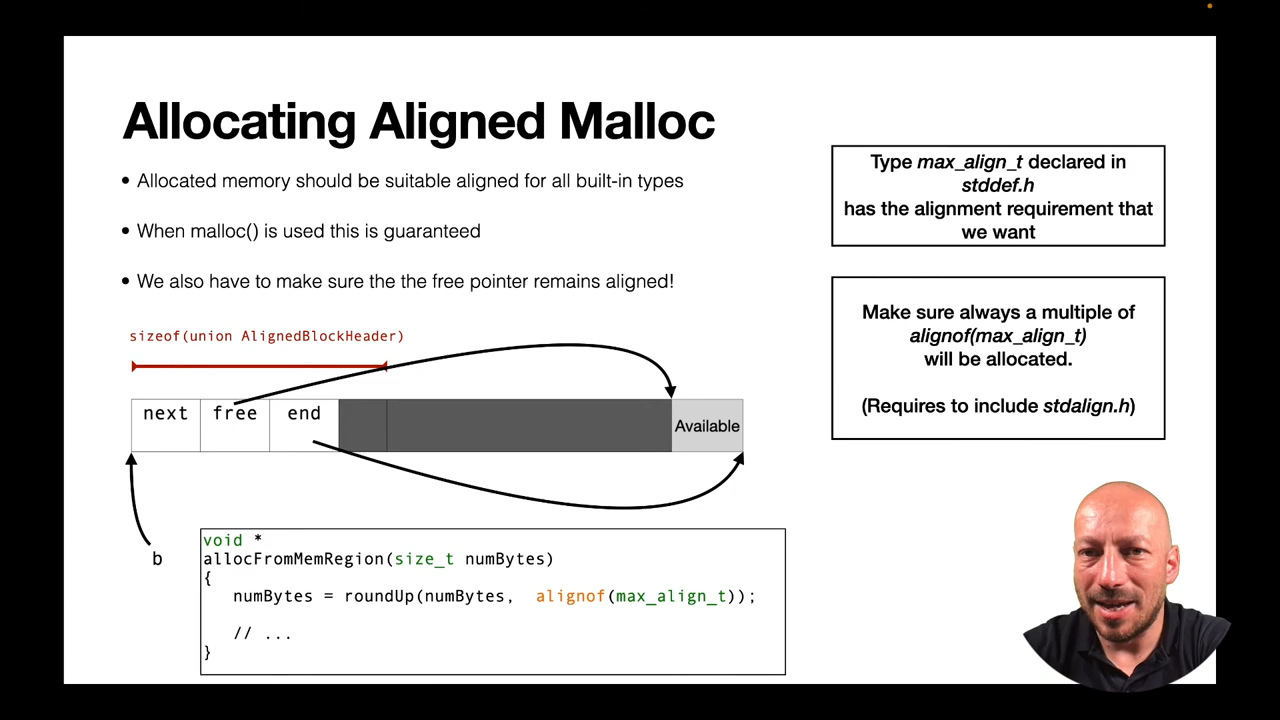 Allocating Aligned Malloc
• Allocated memory should be suitable aligned for all built-in types
• When malloc() is used this is guaranteed
• We also have to make sure the the free pointer remains aligned!
Type max_align_t declared in
stddef.h
has the alignment requirement that
we want
Make sure always a multiple of
alignof(max_align_t)
will be allocated.
(Requires to include stdalign.h)
sizeof(union AlignedBlockHeader)
next free end Available
b
void *
allocFromMemRegion(size_t numBytes)
{
numBytes = roundUp(numBytes, alignof(max_align_t));
// ...
}